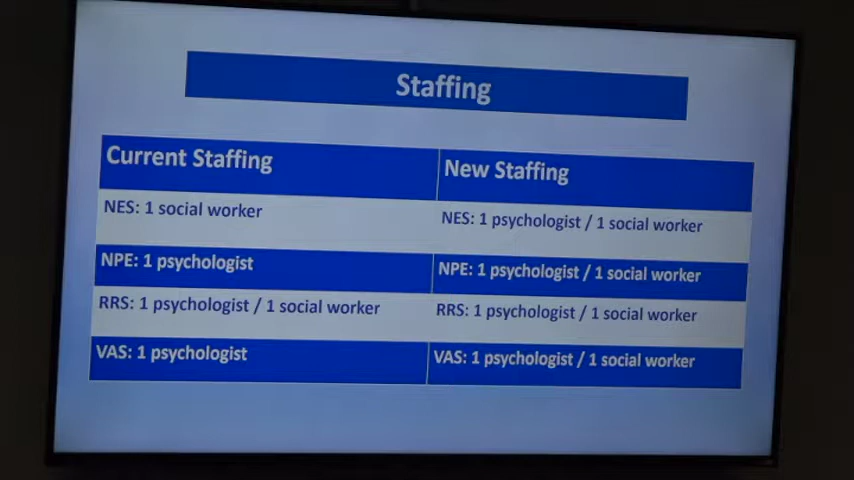 Staffing
Current Staffing
New Staffing
NES: 1 social worker
NES: 1 psychologist / 1 social worker
NPE: 1 psychologist
NPE: 1 psychologist / 1 social worker
RRS: 1 psychologist / 1 social worker
RRS: 1 psychologist / 1 social worker
VAS: 1 psychologist
VAS: 1 psychologist / 1 social worker